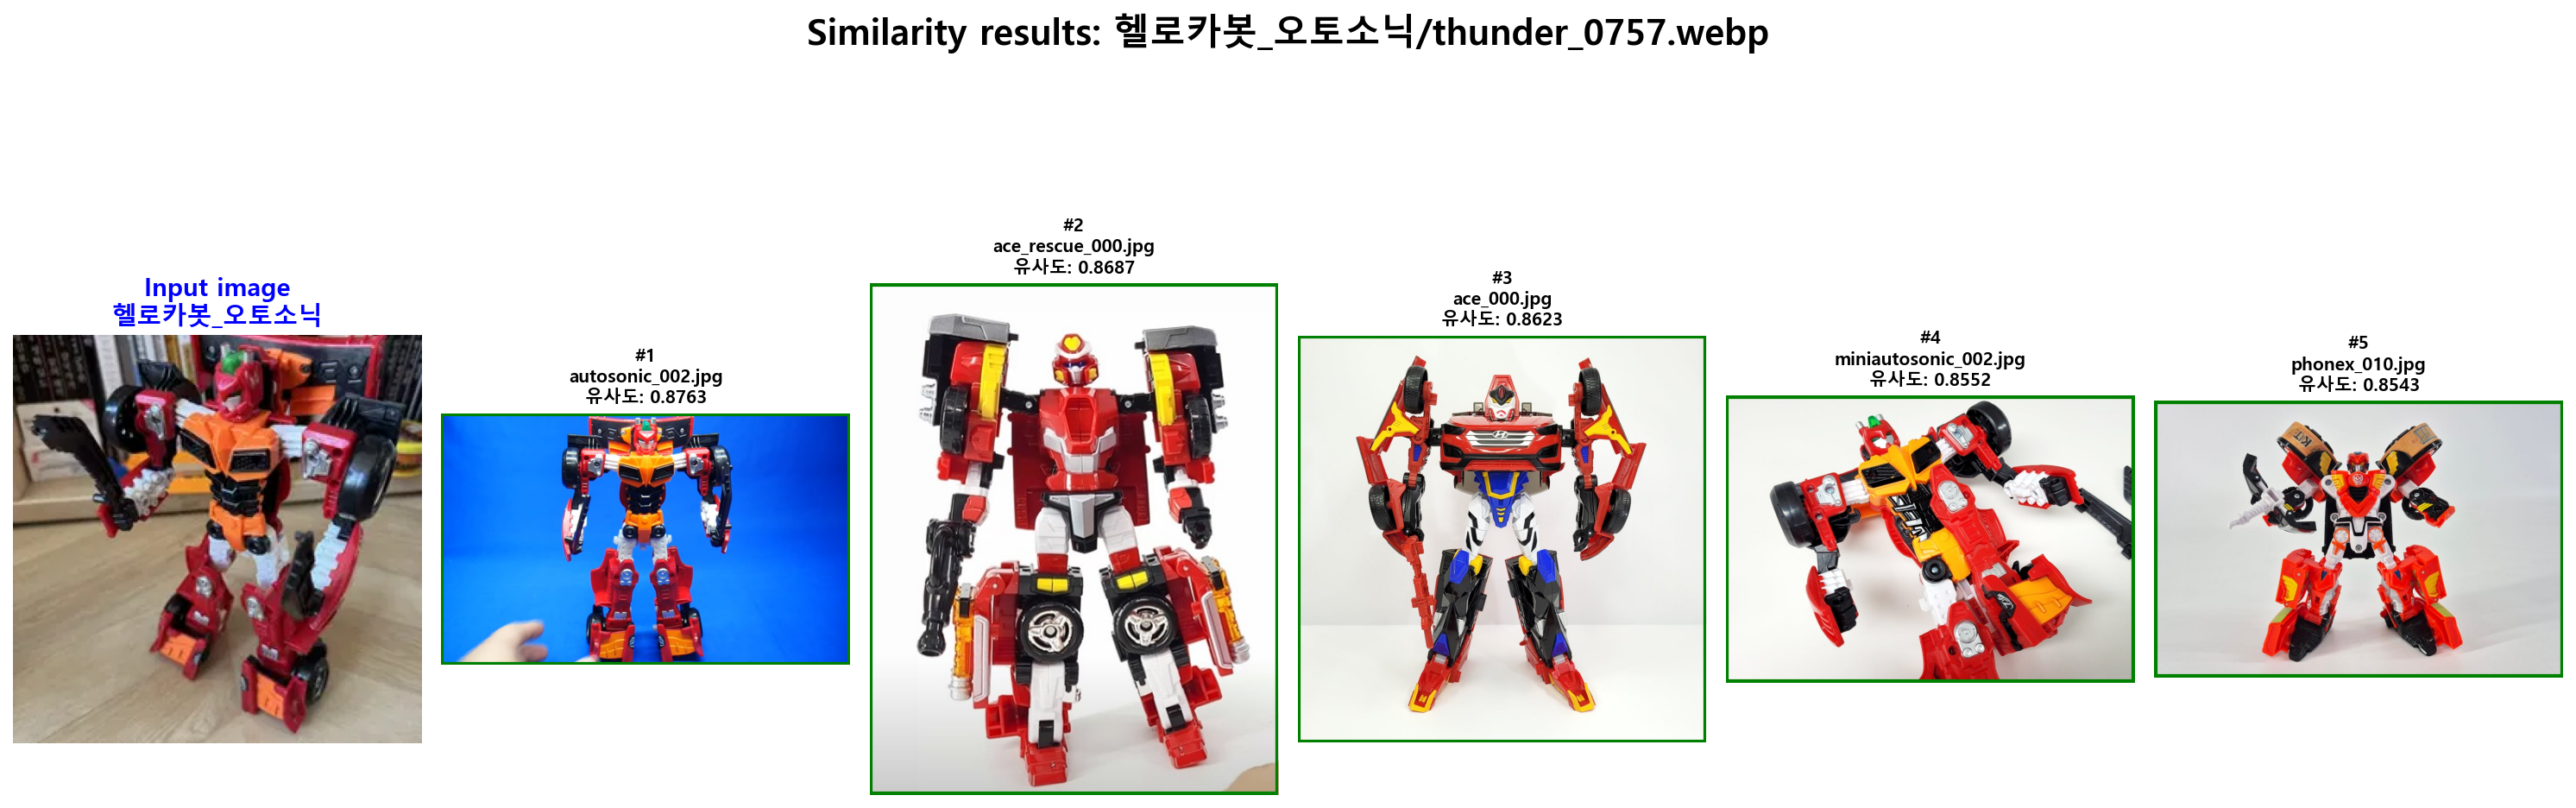 Similarity results: 헬로카봇_오토소닉/thunder_0757.webp
Input image
헬로카봇_오토소닉
#1
autosonic_002.jpg
유사도: 0.8763
#2
ace_rescue_000.jpg
유사도: 0.8687
#3
ace_000.jpg
유사도: 0.8623
#4
miniautosonic_002.jpg
유사도: 0.8552
#5
phonex_010.jpg
유사도: 0.8543